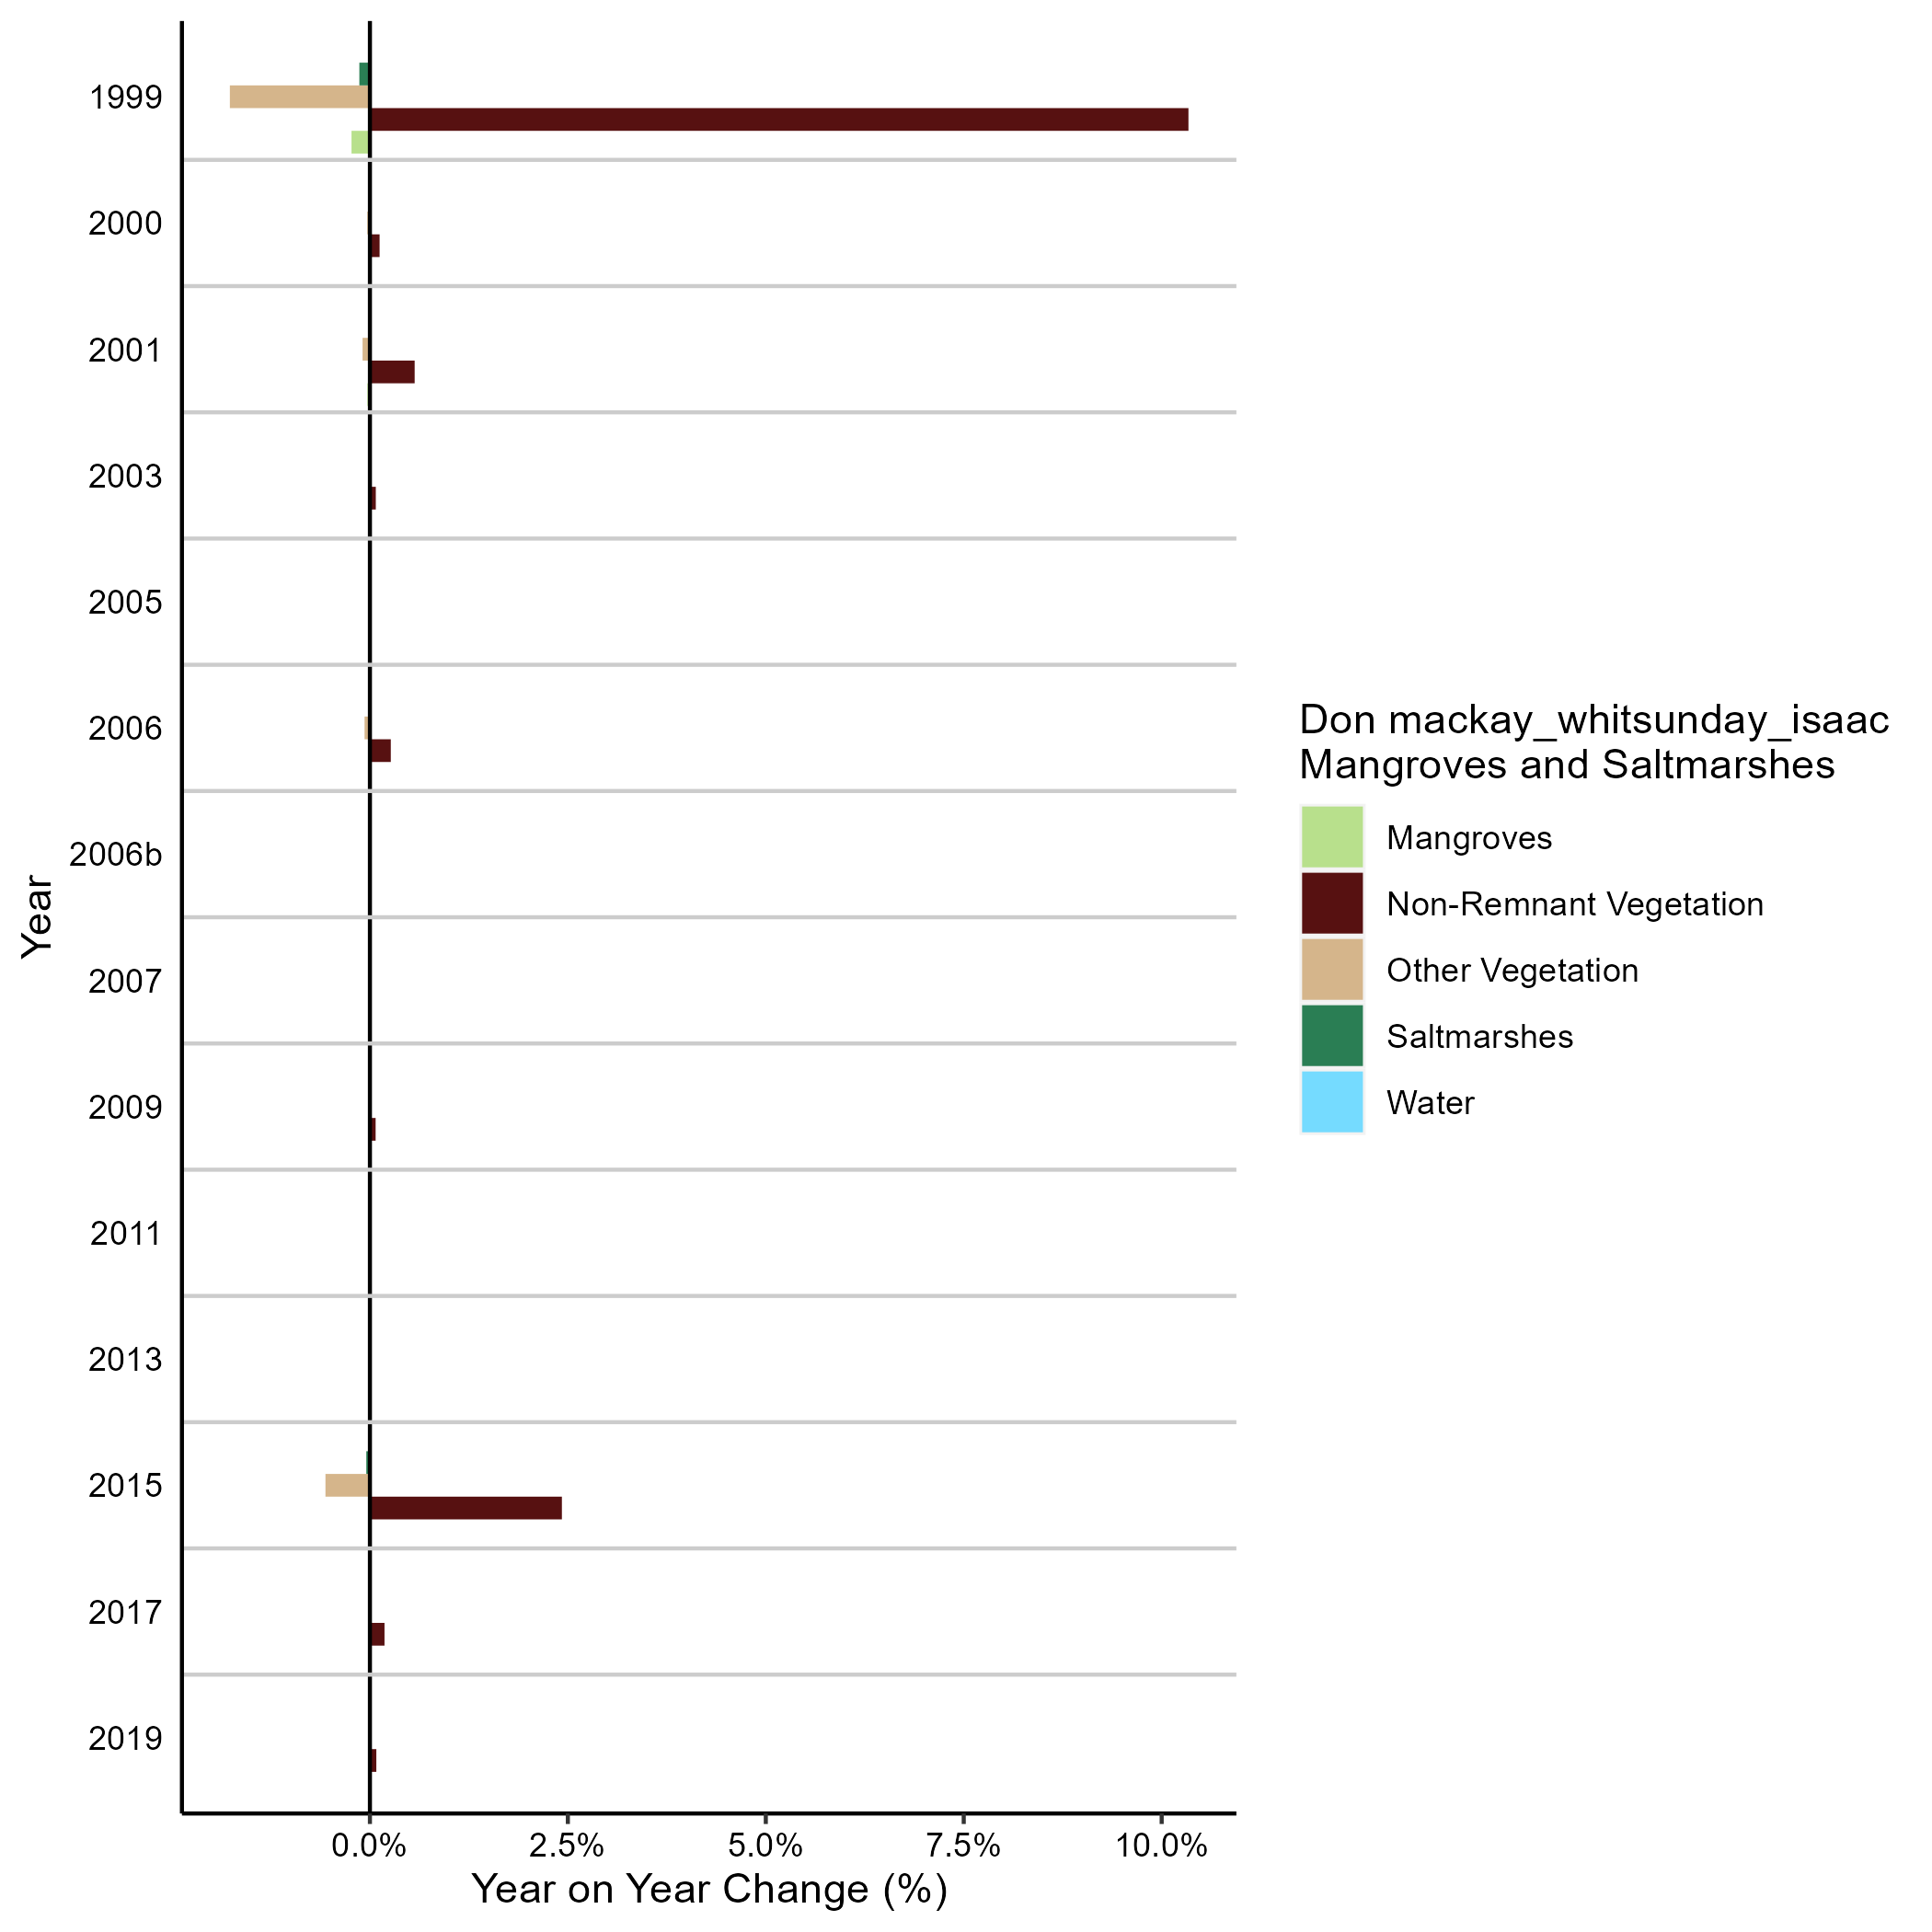 1999
2000
2001
2003
2005
2006
2006b
2007
2009
2011
2013
2015
2017
2019
Year
0.0%
2.5%
5.0%
7.5%
10.0%
Year on Year Change (%)
Don mackay_whitsunday_isaac
Mangroves and Saltmarshes
Mangroves
Non-Remnant Vegetation
Other Vegetation
Saltmarshes
Water